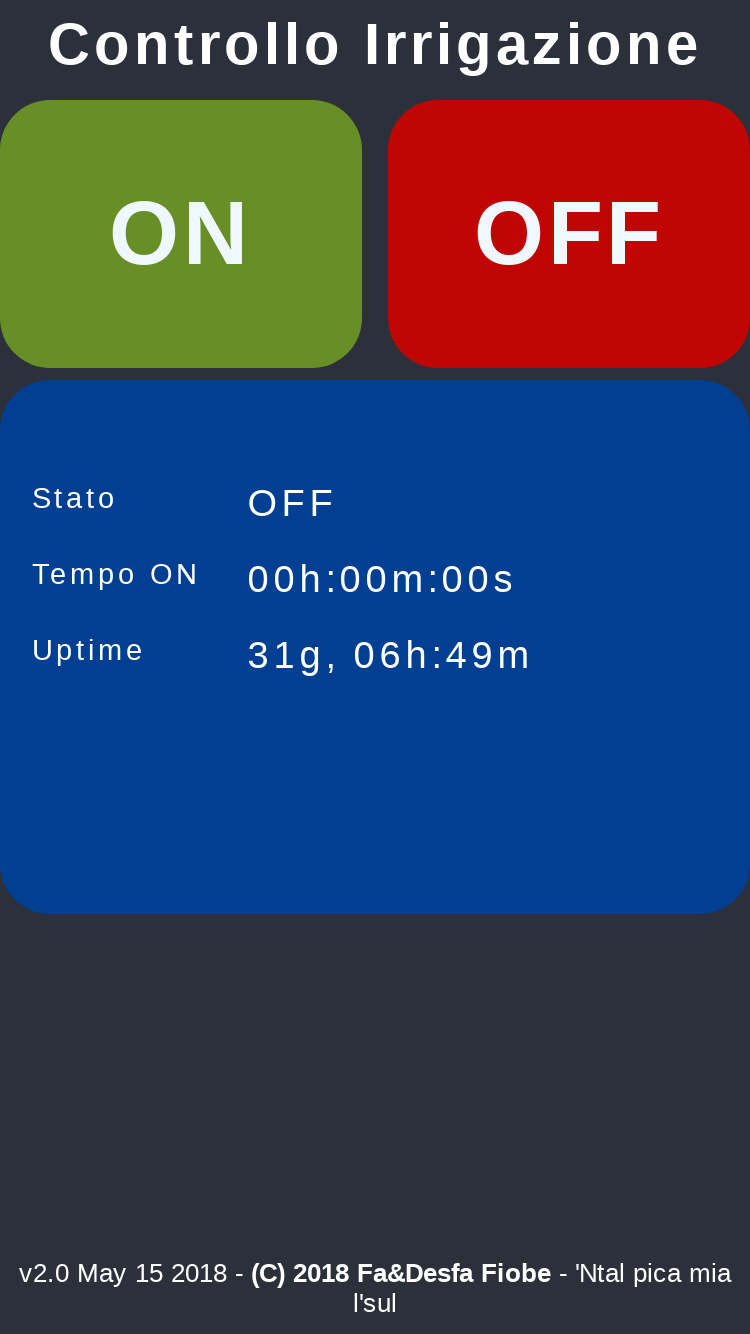 Controllo Irrigazione
ON OFF
Stato OFF
Tempo ON 00h:00m:00s
Uptime 31g, 06h:49m
v2.0 May 15 2018 - (C) 2018 Fa&Desfa Fiobe - 'Ntal pica mia
l'sul